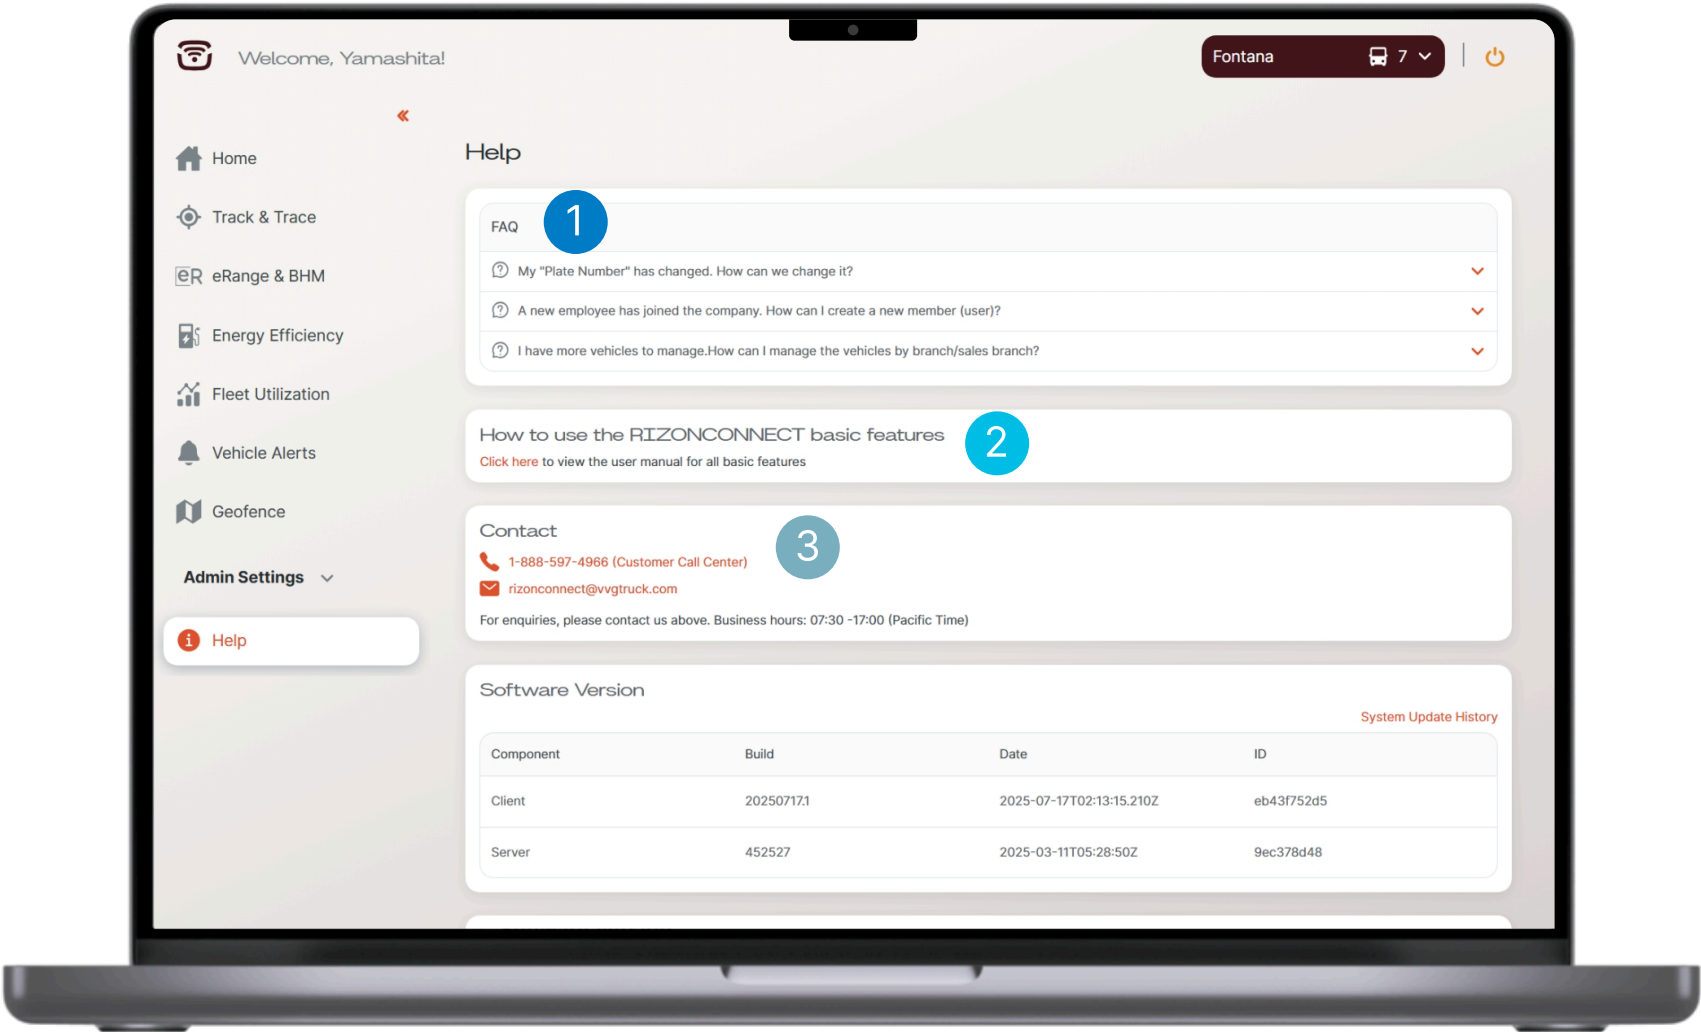 Welcome, Yamashita!
Fontana 7
Home
Track & Trace
eR eRange & BHM
Energy Efficiency
Fleet Utilization
Vehicle Alerts
Geofence
Admin Settings
Help
Help
FAQ 1
My "Plate Number" has changed. How can we change it?
A new employee has joined the company. How can I create a new member (user)?
I have more vehicles to manage.How can I manage the vehicles by branch/sales branch?
How to use the RIZONCONNECT basic features 2
Click here to view the user manual for all basic features
Contact 3
1-888-597-4966 (Customer Call Center)
rizonconnect@vvgtruck.com
For enquiries, please contact us above. Business hours: 07:30 -17:00 (Pacific Time)
Software Version
System Update History
Component Build Date ID
Client 20250717.1 2025-07-17T02:13:15.210Z eb43f752d5
Server 452527 2025-03-11T05:28:50Z 9ec378d48